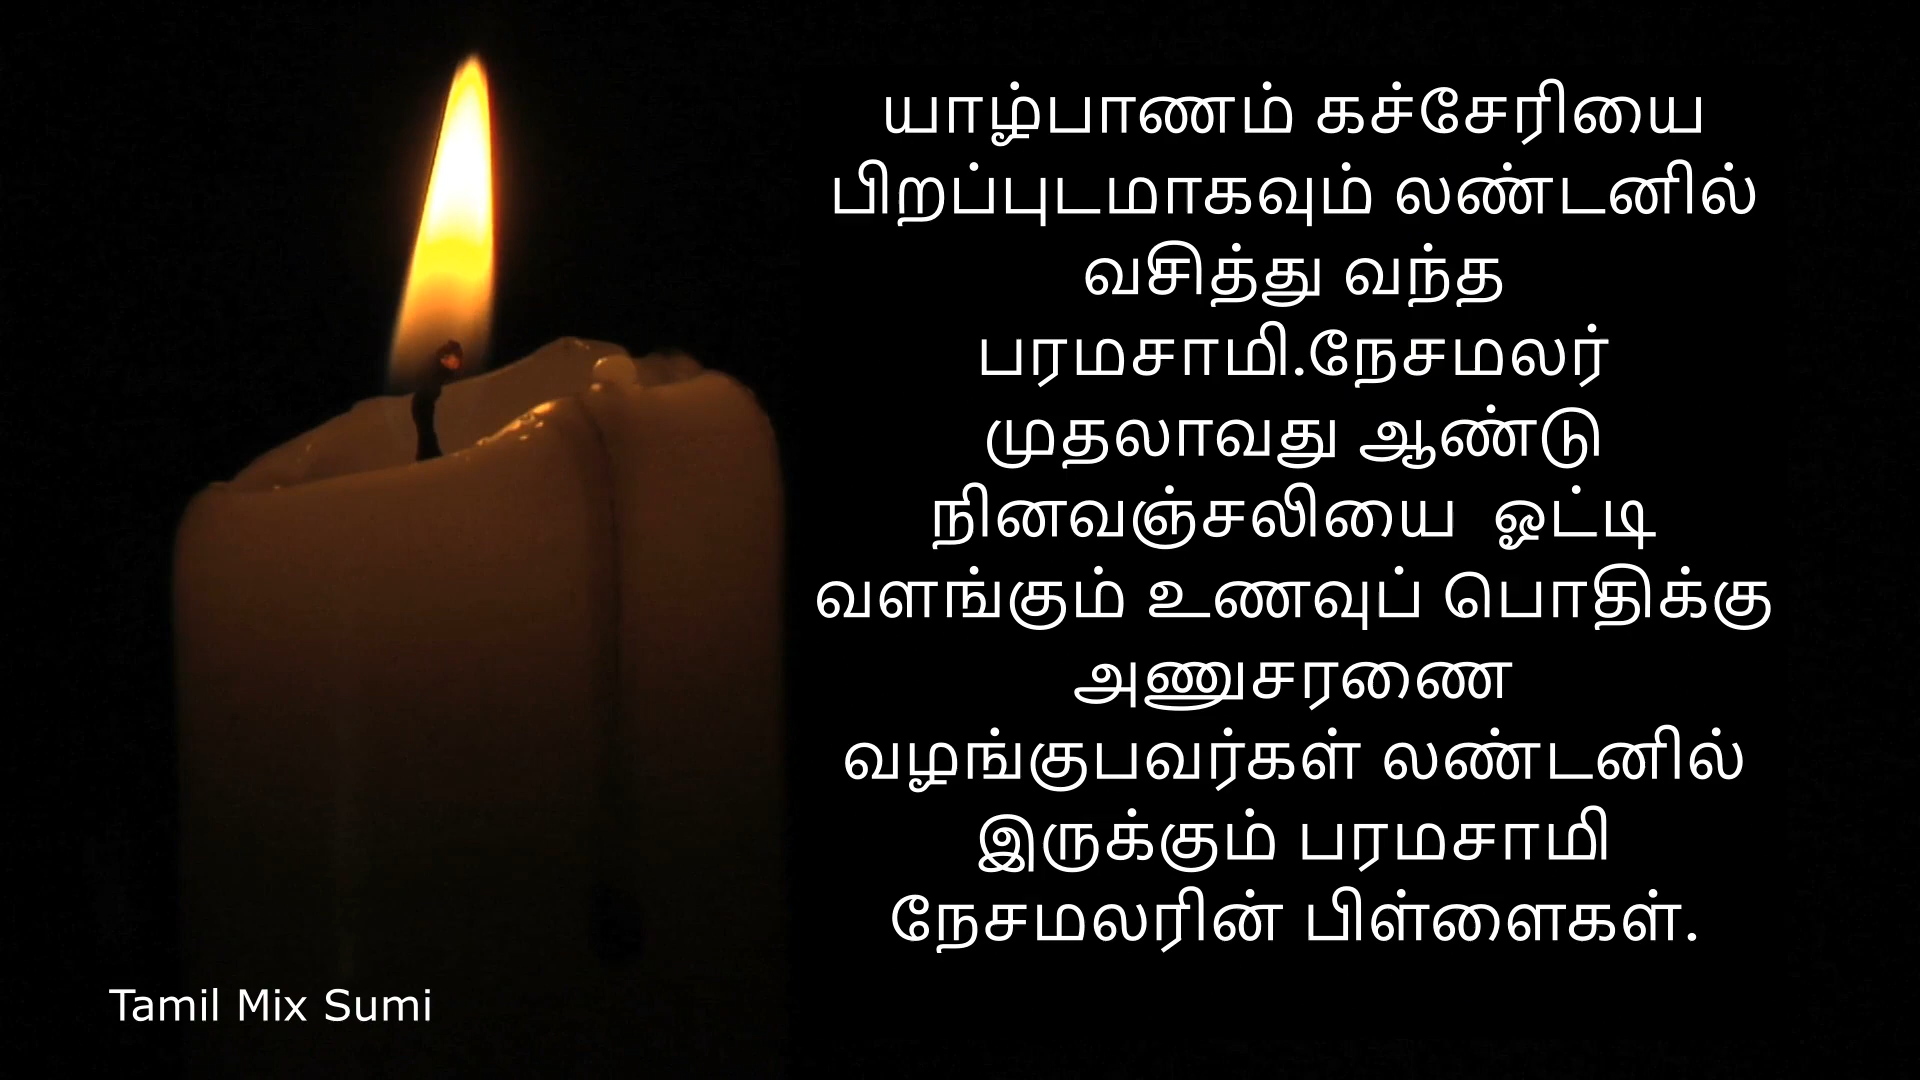 யாழ்பாணம் கச்சேரியை
பிறப்புடமாகவும் லண்டனில்
வசித்து வந்த
பரமசாமி.நேசமலர்
முதலாவது ஆண்டு
நினவஞ்சலியை  ஓட்டி
வளங்கும் உணவுப் பொதிக்கு
அணுசரணை
வழங்குபவர்கள் லண்டனில்
இருக்கும் பரமசாமி
நேசமலரின் பிள்ளைகள்.
Tamil Mix Sumi